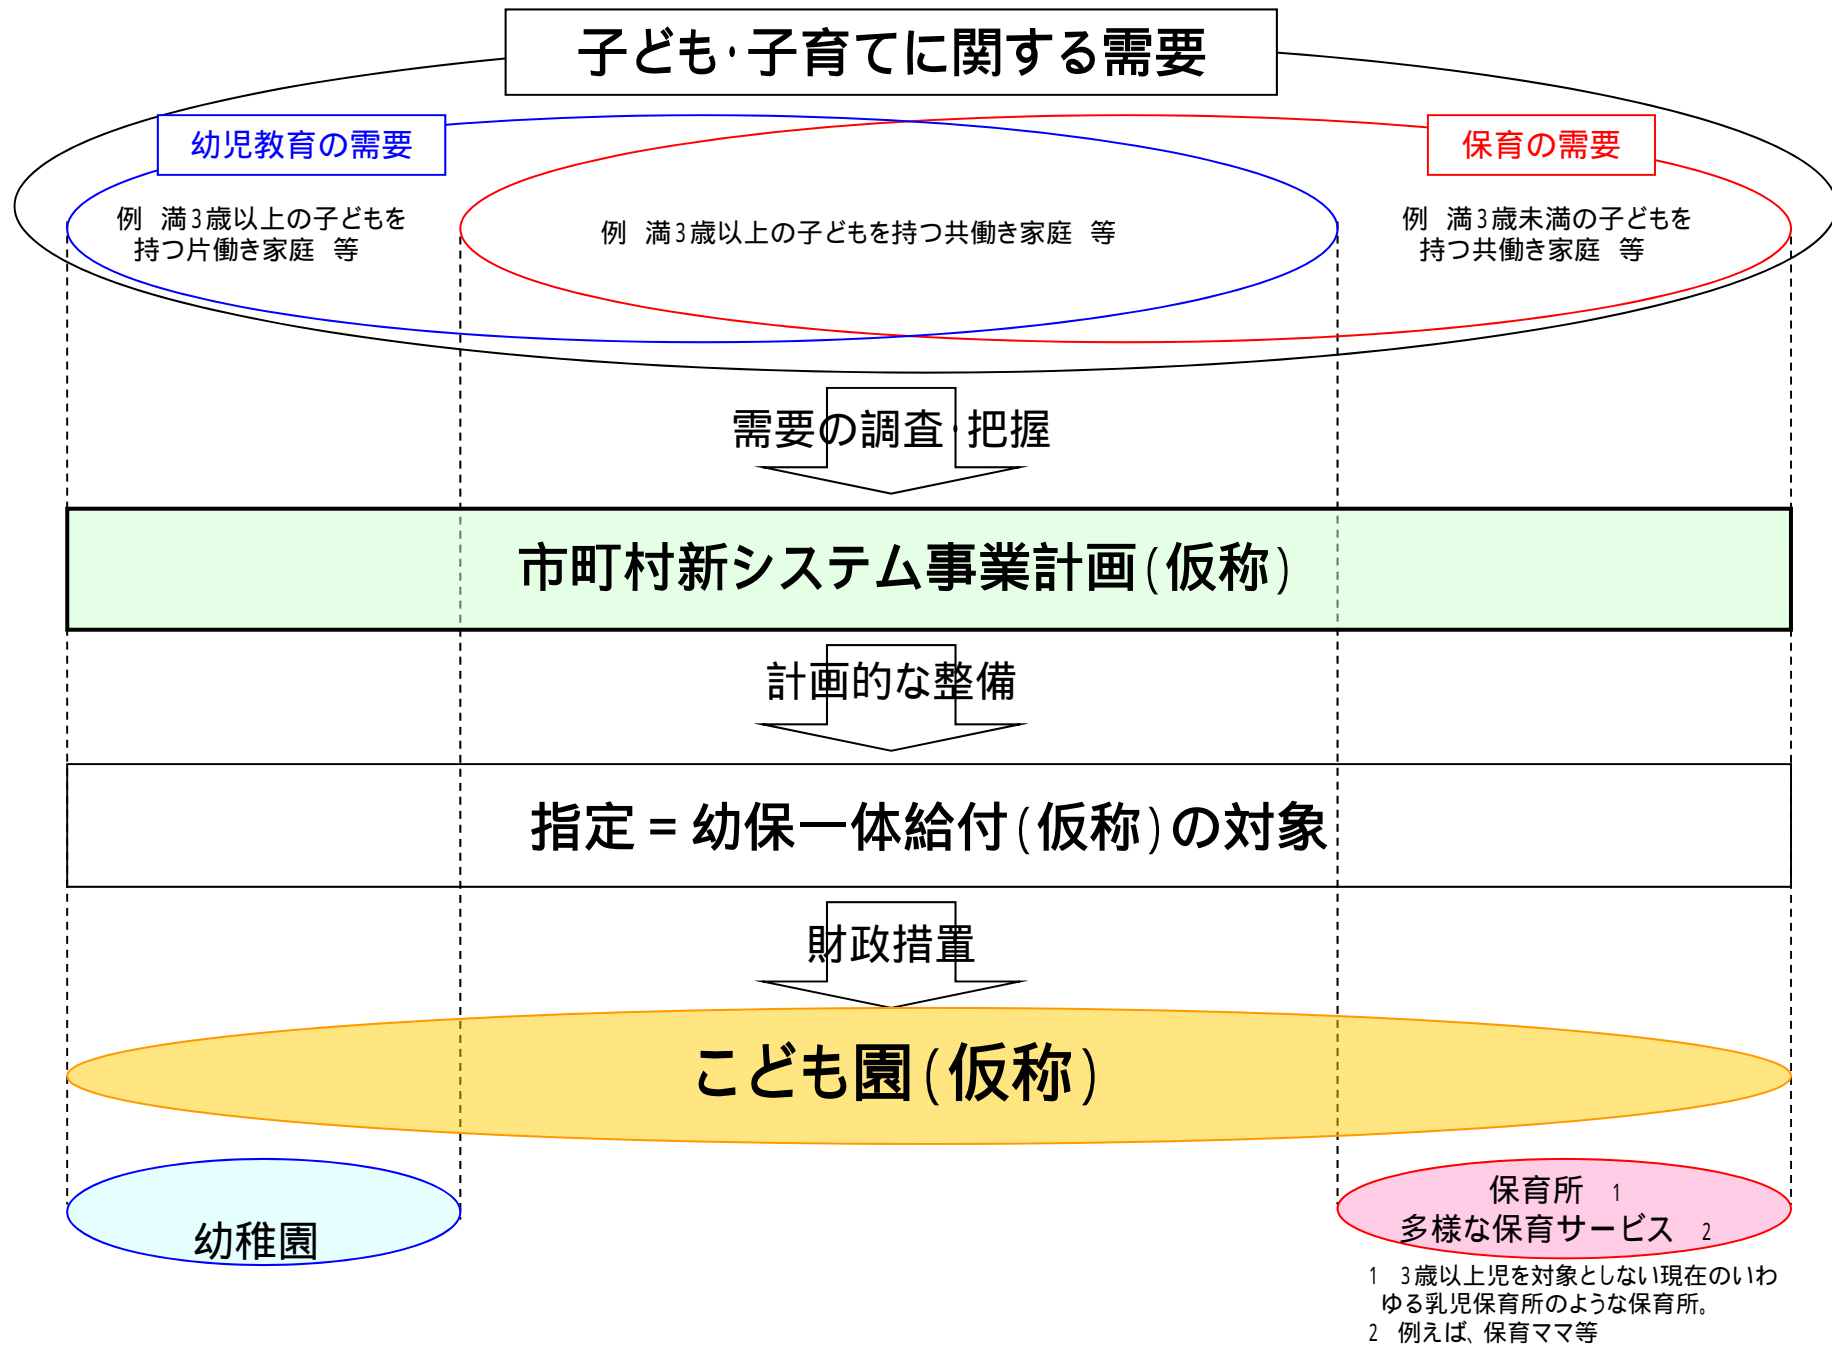 子ども・子育てに関する需要
幼児教育の需要
保育の需要
例 満3歳以上の子どもを
持つ片働き家庭 等
例 満3歳以上の子どもを持つ共働き家庭 等
例 満3歳未満の子どもを
持つ共働き家庭 等
需要の調査・把握
市町村新システム事業計画(仮称)
計画的な整備
指定=幼保一体給付(仮称)の対象
財政措置
こども園(仮称)
幼稚園
保育所 1
多様な保育サービス 2
1 3歳以上児を対象としない現在のいわ
ゆる乳児保育所のような保育所。
2 例えば、保育ママ等